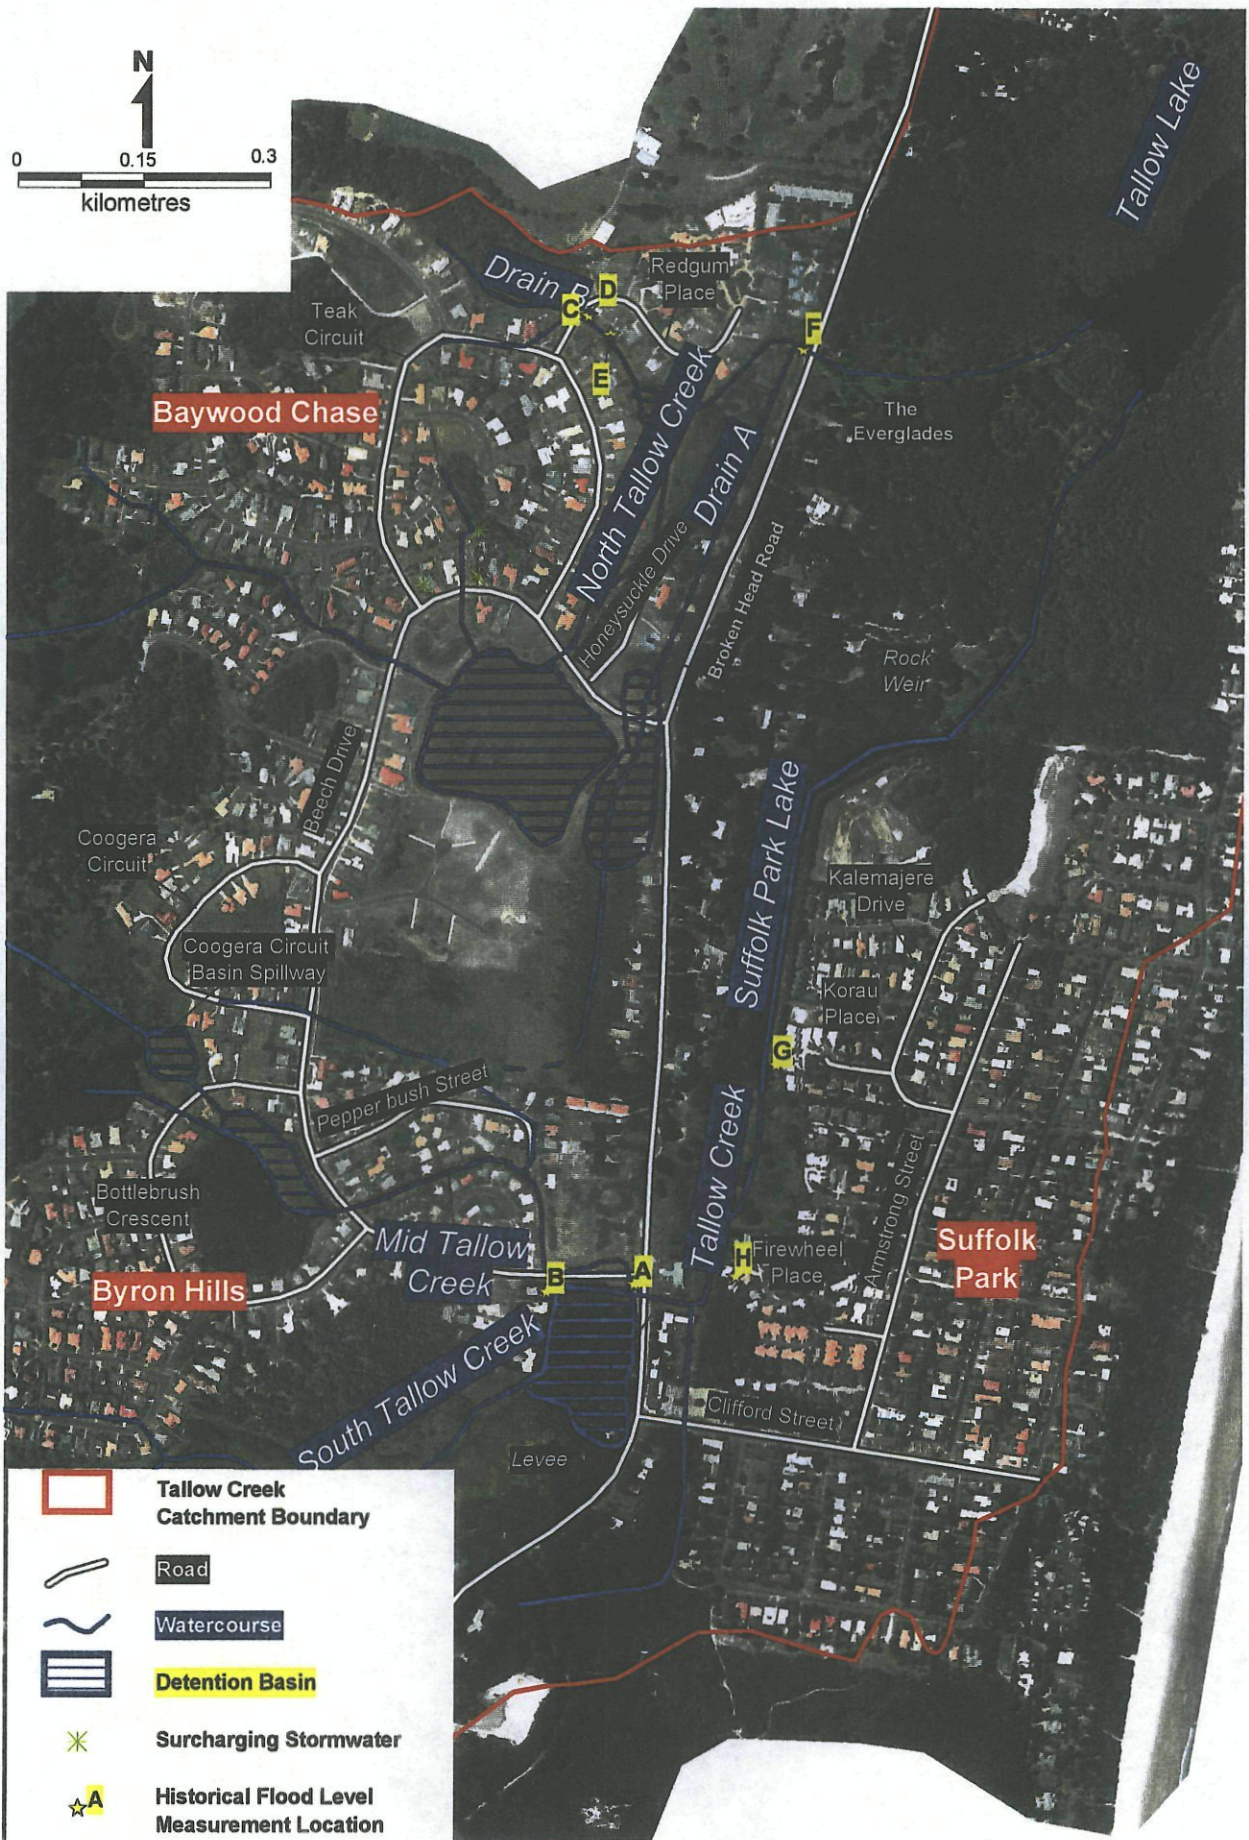 N
0 0.15 0.3
kilometres
Tallow Lake
Drain B
D
Redgum
Place
C
Teak
Circuit
F
E
Baywood Chase
The
Everglades
North Tallow Creek
Drain A
Honeysuckle Drive
Broken Head Road
Rock
Weir
Beech Drive
Suffolk Park Lake
Coogera
Circuit
Kalemajere
Drive
Coogera Circuit
Basin Spillway
Korau
Place
G
Pepper bush Street
Tallow Creek
Armstrong Street
Bottlebrush
Crescent
Mid Tallow
Creek
H
Firewheel
Place
Suffolk
Park
Byron Hills
B
A
South Tallow Creek
Clifford Street
Levee
Tallow Creek
Catchment Boundary
Road
Watercourse
Detention Basin
Surcharging Stormwater
A
Historical Flood Level
Measurement Location